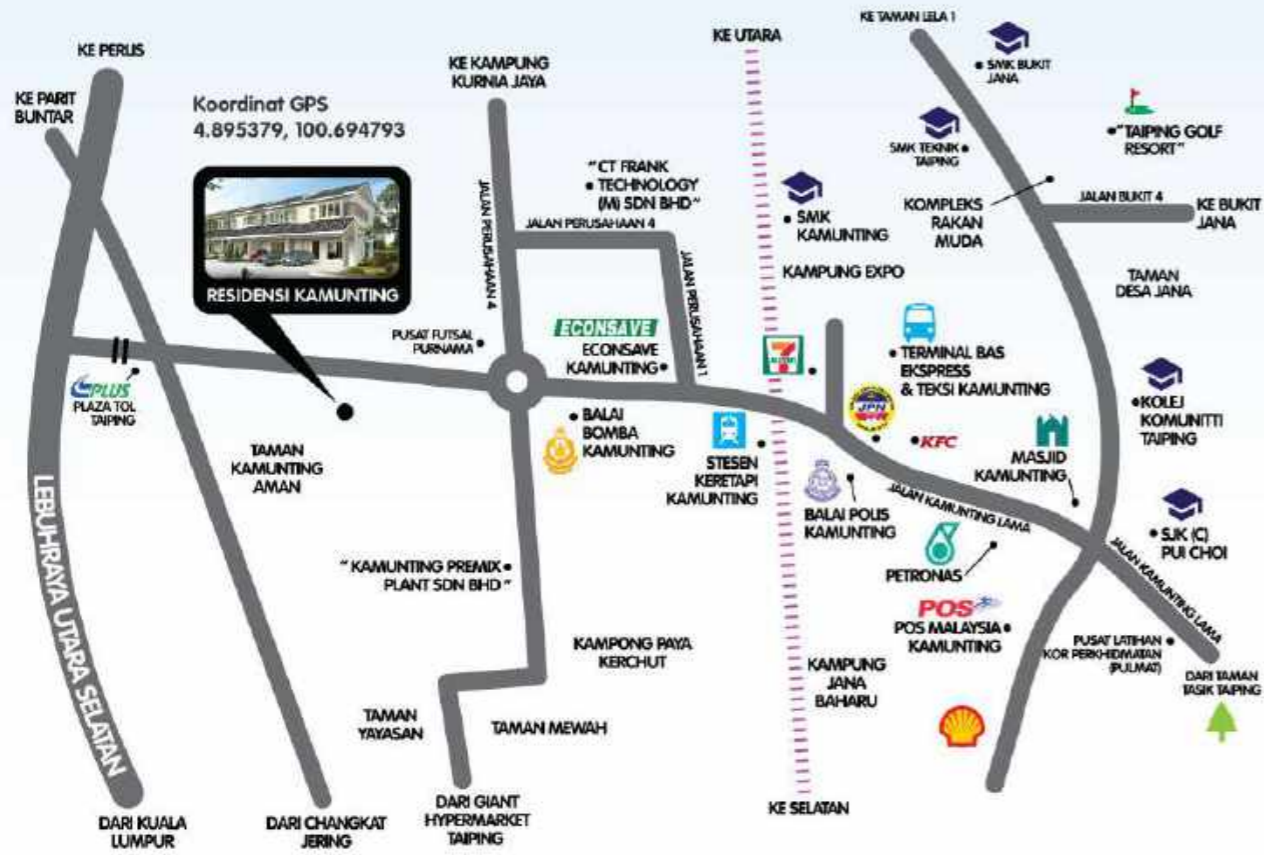 KE PERLIS
KE PARIT
BUNTAR
Koordinat GPS
4.895379, 100.694793
RESIDENSI KAMUNTING
KE KAMPUNG
KURNIA JAYA
JALAN PERUSAHAAN 4
"CT FRANK
TECHNOLOGY
(M) SDN BHD"
JALAN PERUSAHAAN 4
JALAN PERUSAHAAN 1
KE UTARA
KE TAMAN LELA 1
SMK BUKIT
JANA
"TAIPING GOLF
RESORT"
SMK TEKNIK
TAIPING
KOMPLEKS
RAKAN
MUDA
JALAN BUKIT 4
KE BUKIT
JANA
SMK
KAMUNTING
KAMPUNG EXPO
TAMAN
DESA JANA
PUSAT FUTSAL
PURNAMA
ECONSAVE
ECONSAVE
KAMUNTING
7
ELEVEN
TERMINAL BAS
EKSPRESS
& TEKSI KAMUNTING
PLUS
PLAZA TOL
TAIPING
TAMAN
KAMUNTING
AMAN
BALAI
BOMBA
KAMUNTING
STESEN
KERETAPI
KAMUNTING
JPN
KFC
MASJID
KAMUNTING
KOLEJ
KOMUNITTI
TAIPING
BALAI POLIS
KAMUNTING
JALAN KAMUNTING LAMA
SJK (C)
PUI CHOI
PETRONAS
JALAN KAMUNTING LAMA
LEBUHRAYA UTARA SELATAN
"KAMUNTING PREMIX
PLANT SDN BHD"
POS
POS MALAYSIA
KAMUNTING
PUSAT LATIHAN
KOR PERKHIDMATAN
(PULMAT)
KAMPONG PAYA
KERCHUT
KAMPUNG
JANA
BAHARU
DARI TAMAN
TASIK TAIPING
TAMAN
YAYASAN
TAMAN MEWAH
DARI KUALA
LUMPUR
DARI CHANGKAT
JERING
DARI GIANT
HYPERMARKET
TAIPING
KE SELATAN